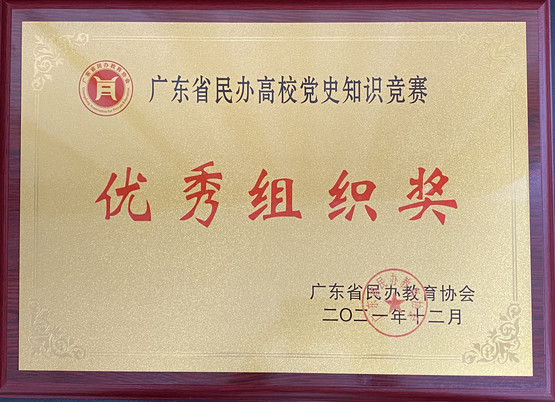 广东省民办高校党史知识竞赛
优秀组织奖
广东省民办教育协会
二〇二一年十二月